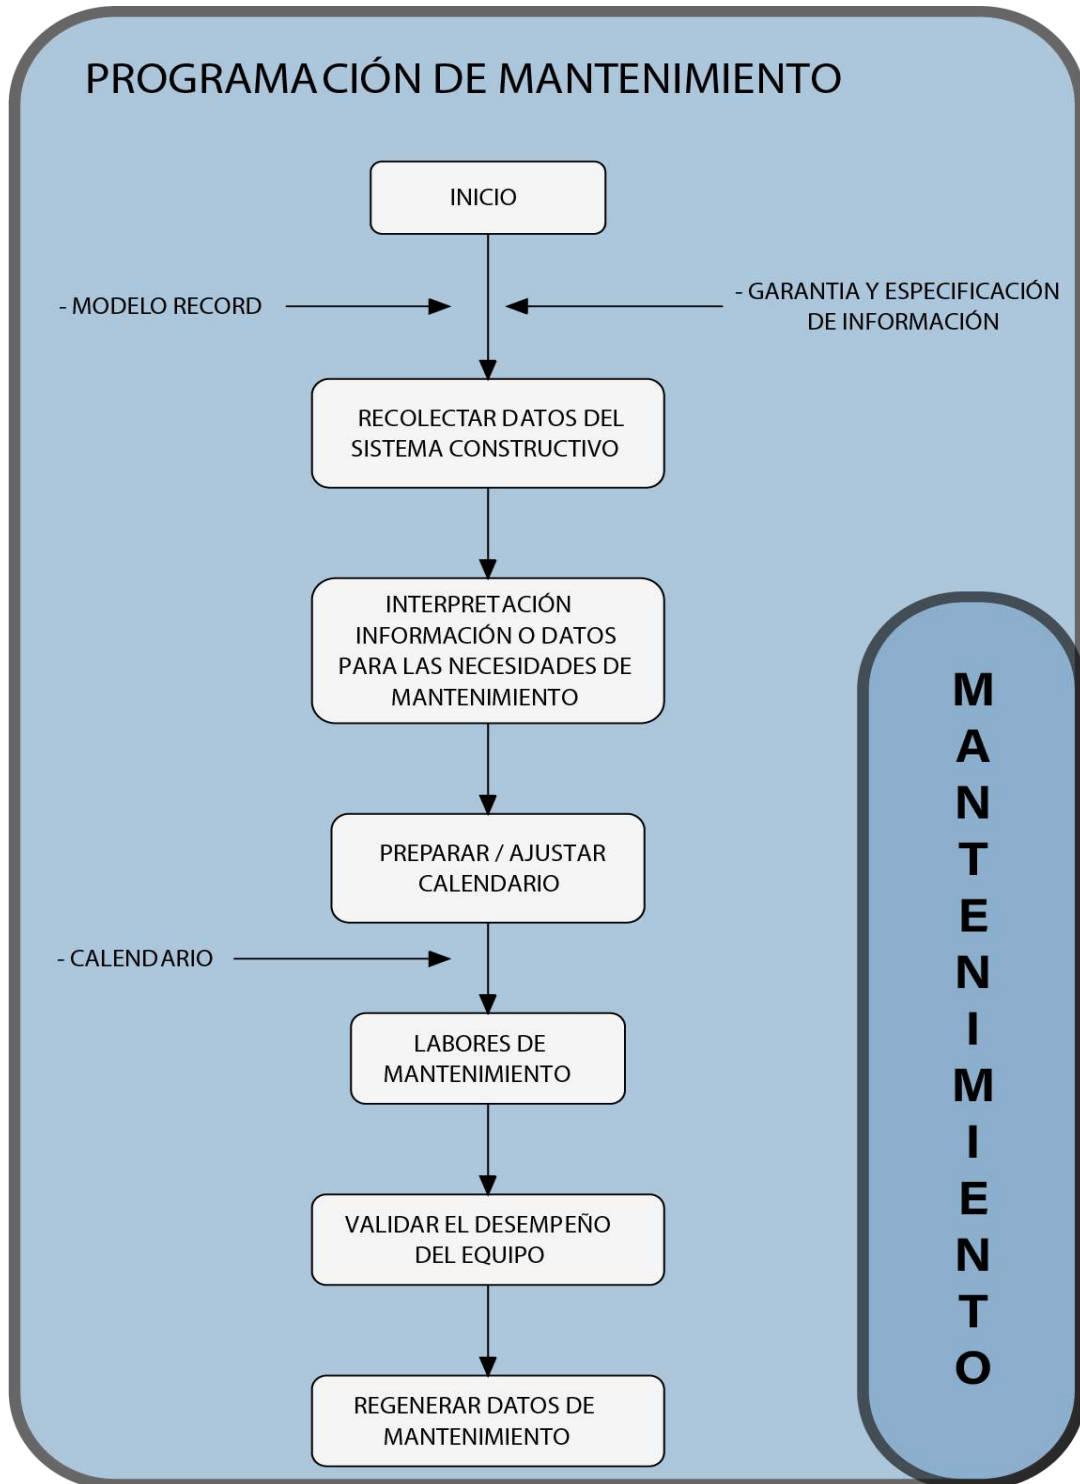 PROGRAMACIÓN DE MANTENIMIENTO
INICIO
- MODELO RECORD
- GARANTIA Y ESPECIFICACIÓN
DE INFORMACIÓN
RECOLECTAR DATOS DEL
SISTEMA CONSTRUCTIVO
INTERPRETACIÓN
INFORMACIÓN O DATOS
PARA LAS NECESIDADES DE
MANTENIMIENTO
PREPARAR / AJUSTAR
CALENDARIO
- CALENDARIO
LABORES DE
MANTENIMIENTO
VALIDAR EL DESEMPEÑO
DEL EQUIPO
REGENERAR DATOS DE
MANTENIMIENTO
MANTENIMIENTO